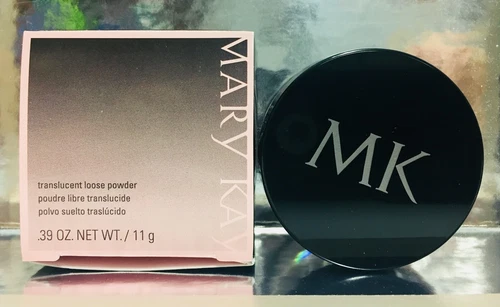 MARY KAY
translucent loose powder
poudre libre translucide
polvo suelto traslúcido
.39 OZ. NET WT. / 11 g
MK